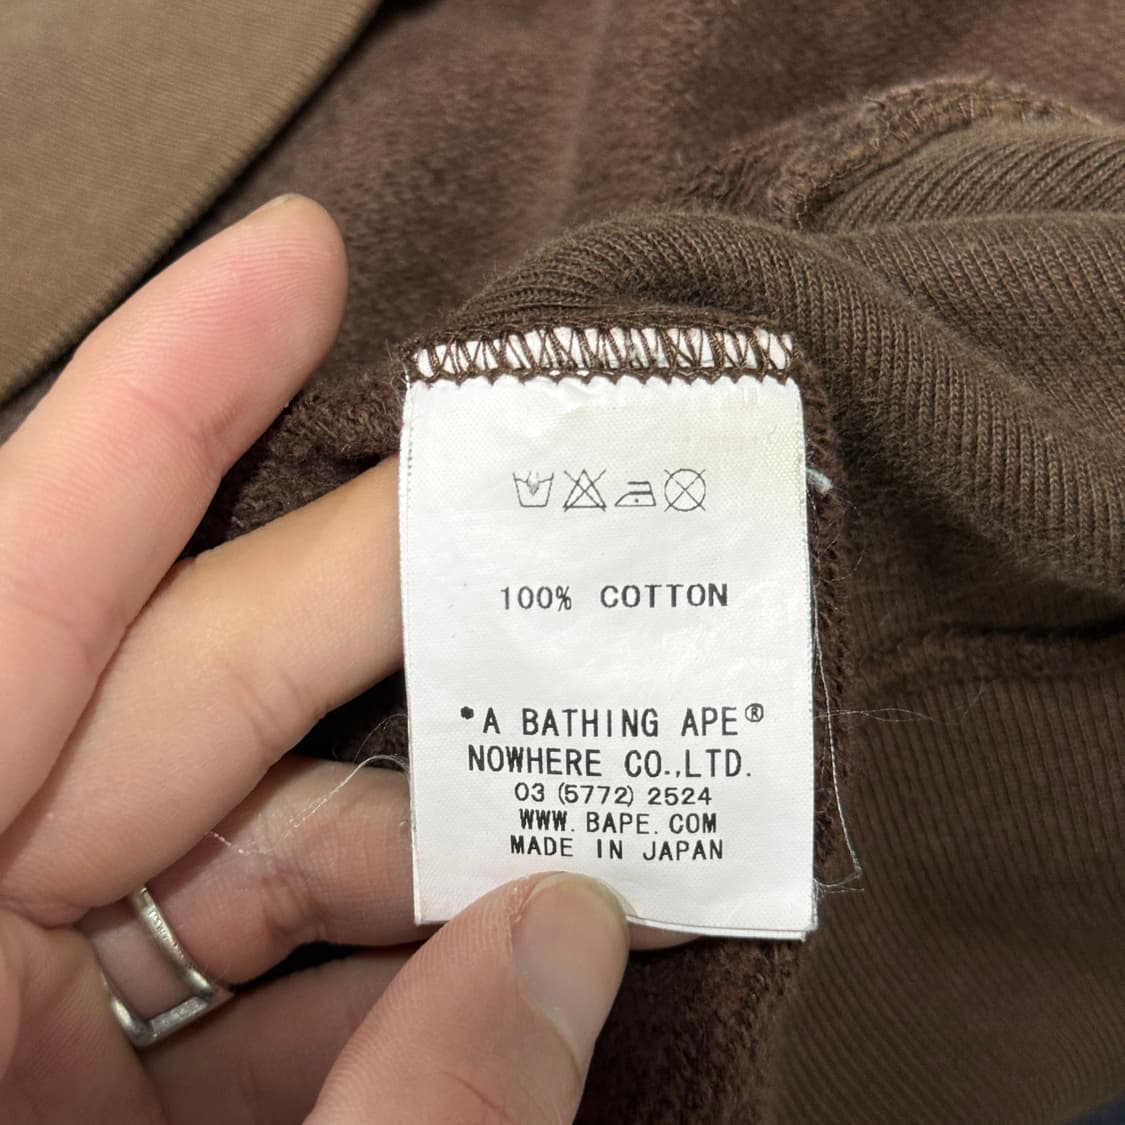 100% COTTON
*A BATHING APE®
NOWHERE CO.,LTD.
03 (5772) 2524
WWW. BAPE. COM
MADE IN JAPAN